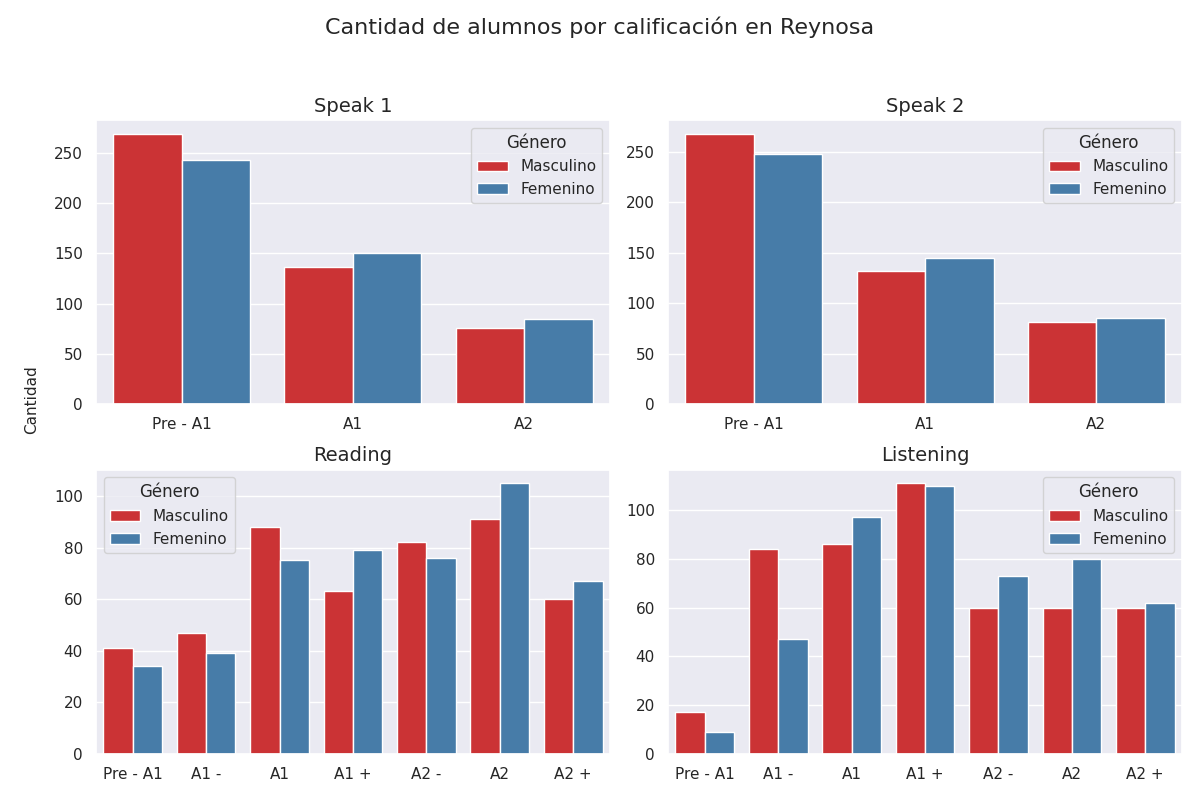 Cantidad de alumnos por calificación en Reynosa
Speak 1
250
200
150
100
50
0
Género
Masculino
Femenino
Pre - A1 A1 A2
Speak 2
250
200
150
100
50
0
Género
Masculino
Femenino
Pre - A1 A1 A2
Cantidad
Reading
100
80
60
40
20
0
Género
Masculino
Femenino
Pre - A1 A1 - A1 A1 + A2 - A2 A2 +
Listening
100
80
60
40
20
0
Género
Masculino
Femenino
Pre - A1 A1 - A1 A1 + A2 - A2 A2 +